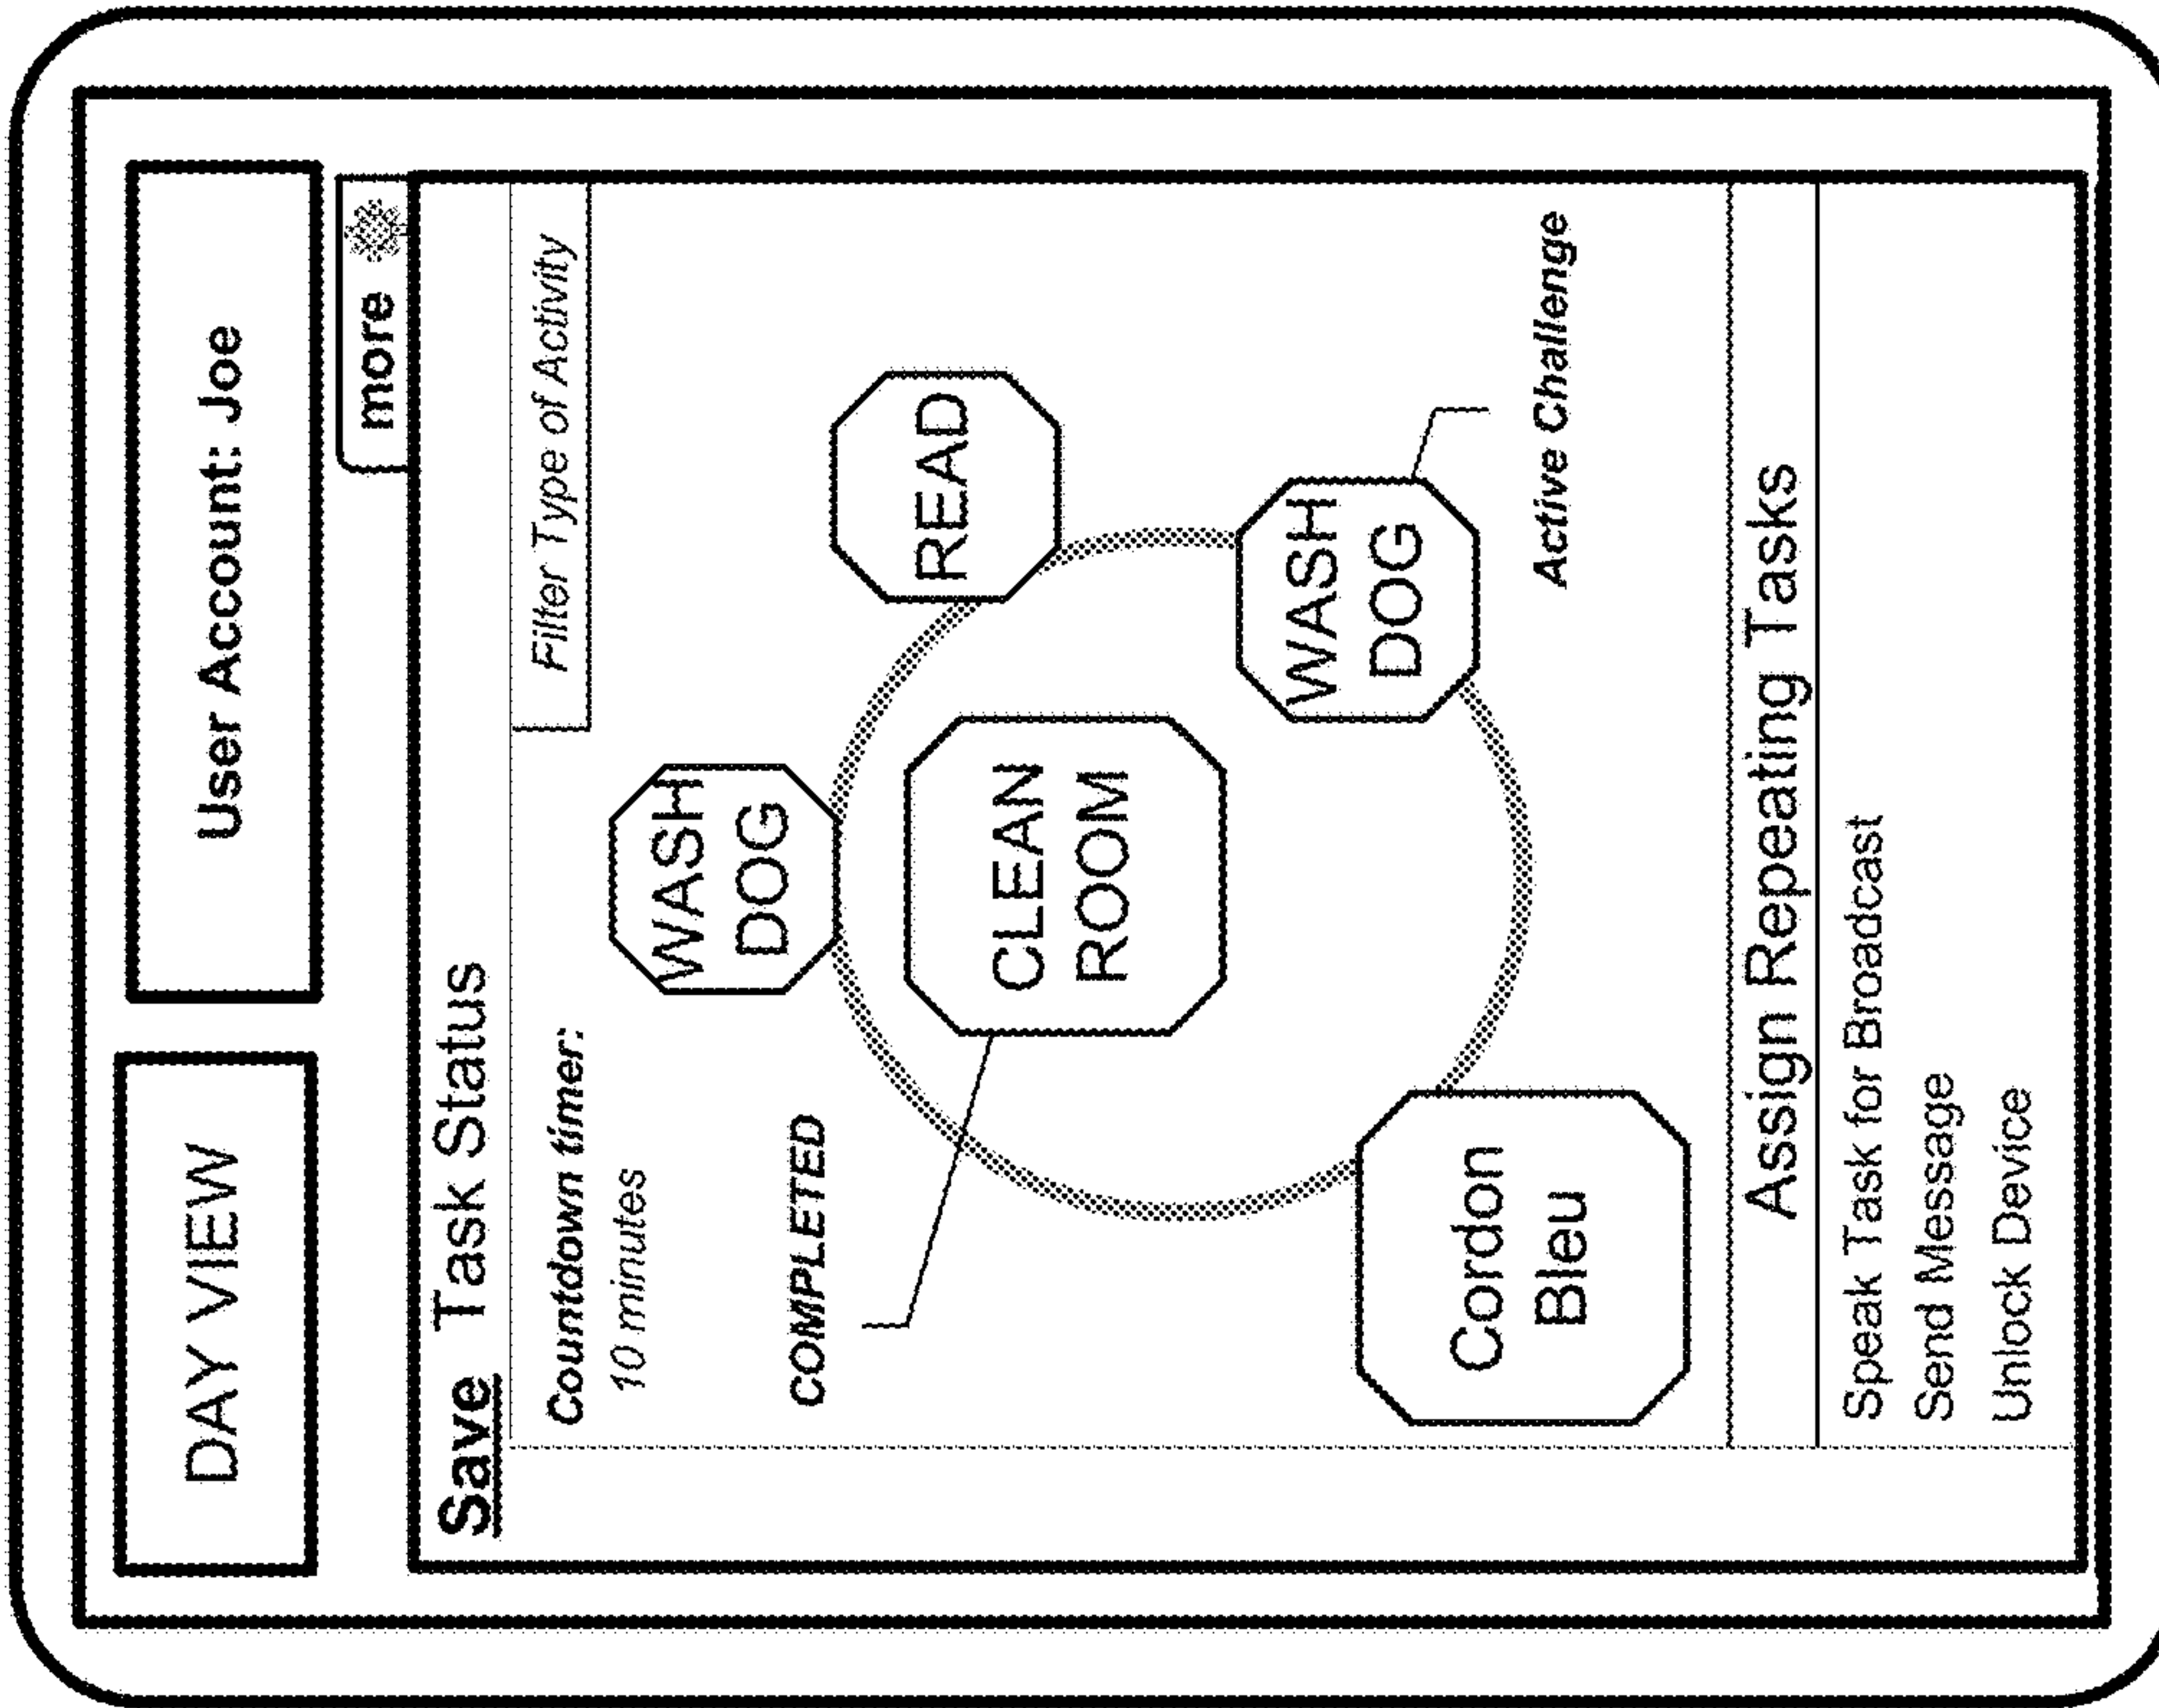 DAY VIEW
User Account: Joe
more
Save Task Status
Filter Type of Activity
Countdown timer:
10 minutes
WASH
DOG
READ
COMPLETED
CLEAN
ROOM
WASH
DOG
Cordon
Bleu
Active Challenge
Assign Repeating Tasks
Speak Task for Broadcast
Send Message
Unlock Device